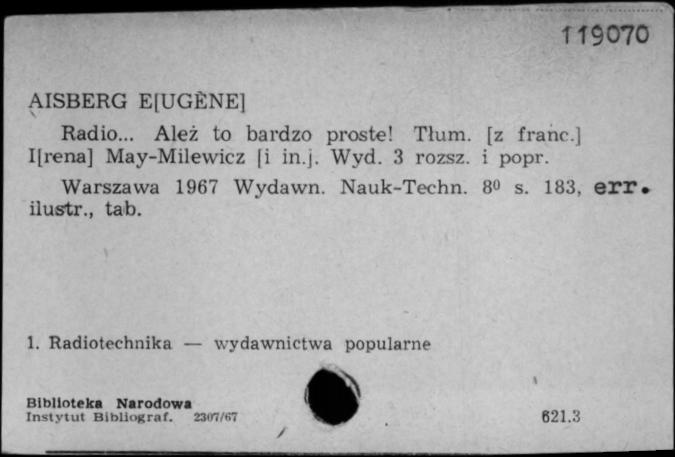 119070
AISBERG E[UGÈNE]
Radio... Ależ to bardzo proste! Tłum. [z franc.]
I[rena] May-Milewicz [i in.]. Wyd. 3 rozsz. i popr.
Warszawa 1967 Wydawn. Nauk-Techn. 8⁰ s. 183, err.
ilustr., tab.
1. Radiotechnika — wydawnictwa popularne
Biblioteka Narodowa
Instytut Bibliograf. 2307/67
621.3